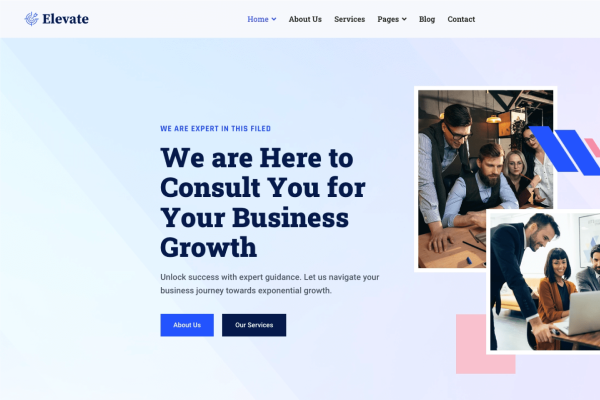 Elevate
Home About Us Services Pages Blog Contact
WE ARE EXPERT IN THIS FILED
We are Here to
Consult You for
Your Business
Growth
Unlock success with expert guidance. Let us navigate your
business journey towards exponential growth.
About Us Our Services